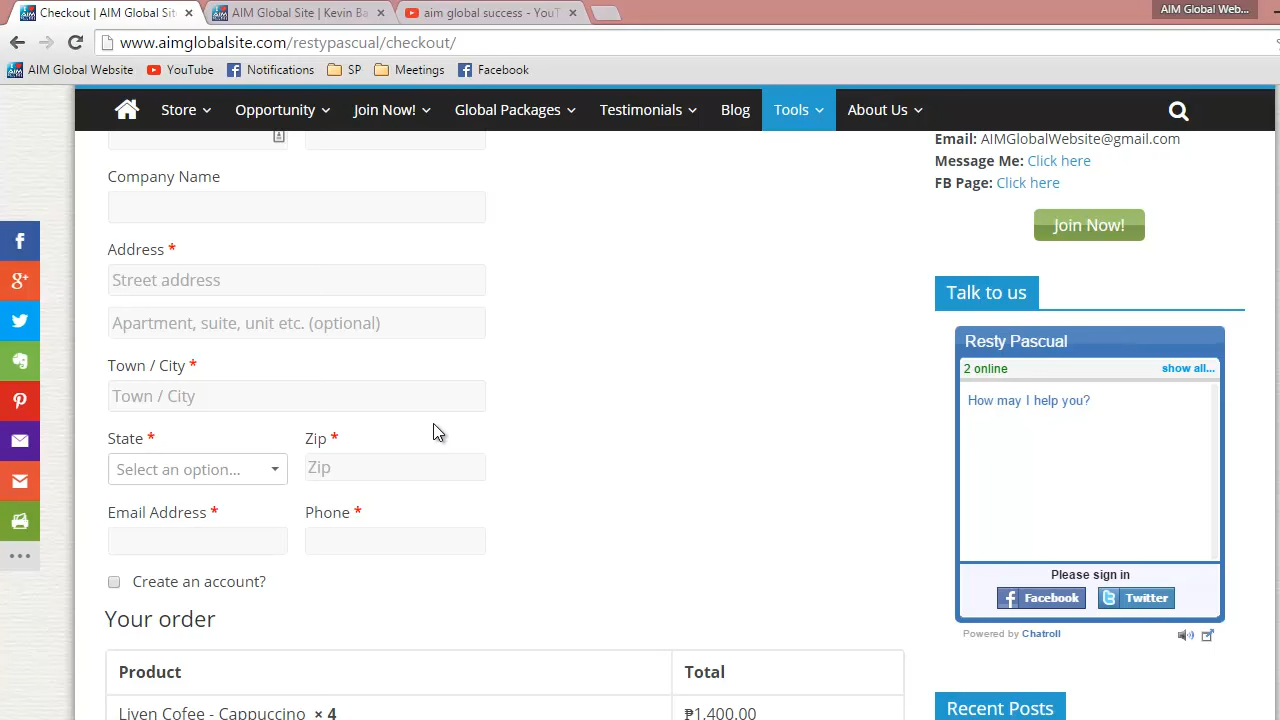 Checkout | AIM Global Sit
AIM Global Site | Kevin Ba
aim global success - YouT
AIM Global Web...
www.aimglobalsite.com/restypascual/checkout/
AIM Global Website
YouTube
Notifications
SP
Meetings
Facebook
Store
Opportunity
Join Now!
Global Packages
Testimonials
Blog
Tools
About Us
Company Name
Address *
Street address
Apartment, suite, unit etc. (optional)
Town / City *
Town / City
State *
Zip *
Select an option...
Zip
Email Address *
Phone *
Create an account?
Your order
Product
Total
Liven Cofee - Cappuccino × 4
₱1,400.00
Email: AIMGlobalWebsite@gmail.com
Message Me: Click here
FB Page: Click here
Join Now!
Talk to us
Resty Pascual
2 online
show all...
How may I help you?
Please sign in
Facebook
Twitter
Powered by Chatroll
Recent Posts